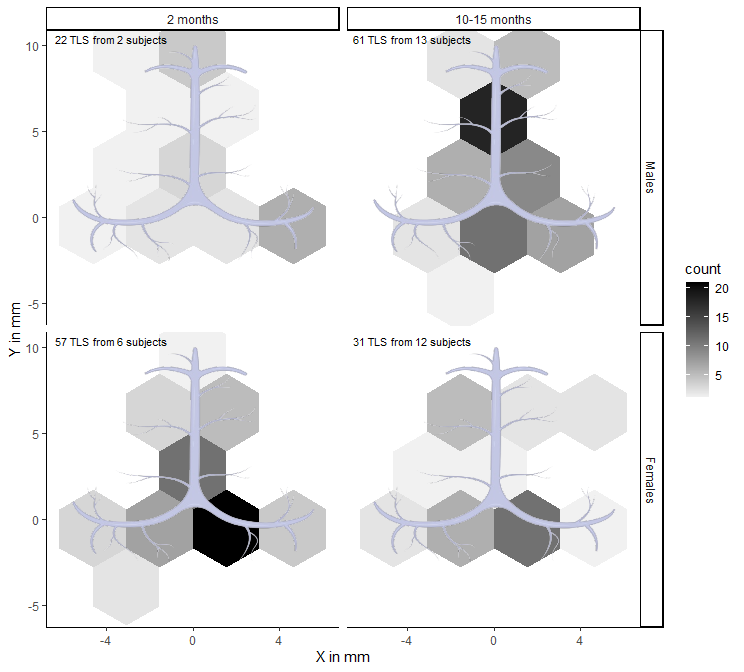 2 months
10-15 months
22 TLS from 2 subjects
61 TLS from 13 subjects
10
5
0
-5
Males
57 TLS from 6 subjects
31 TLS from 12 subjects
10
5
0
-5
Females
Y in mm
-4
0
4
-4
0
4
X in mm
count
20
15
10
5